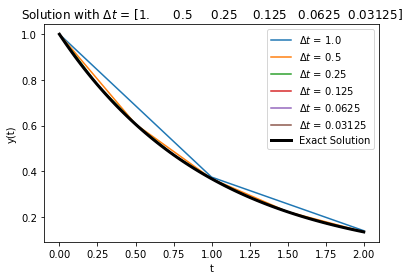 Solution with Δt = [1. 0.5 0.25 0.125 0.0625 0.03125]
Δt = 1.0
Δt = 0.5
Δt = 0.25
Δt = 0.125
Δt = 0.0625
Δt = 0.03125
Exact Solution
y(t)
1.0
0.8
0.6
0.4
0.2
0.00 0.25 0.50 0.75 1.00 1.25 1.50 1.75 2.00
t